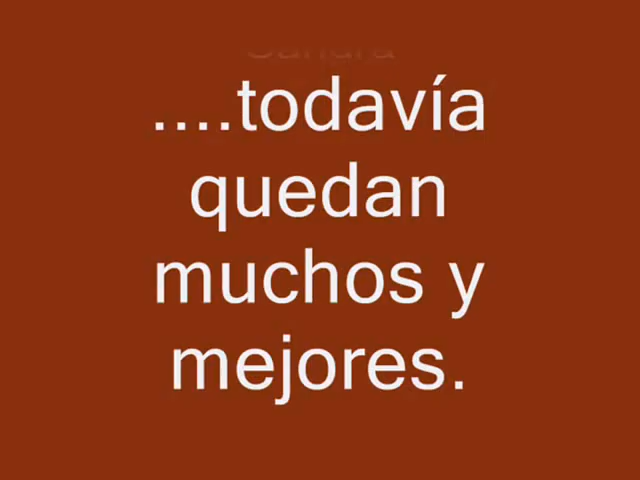 ....todavía
quedan
muchos y
mejores.